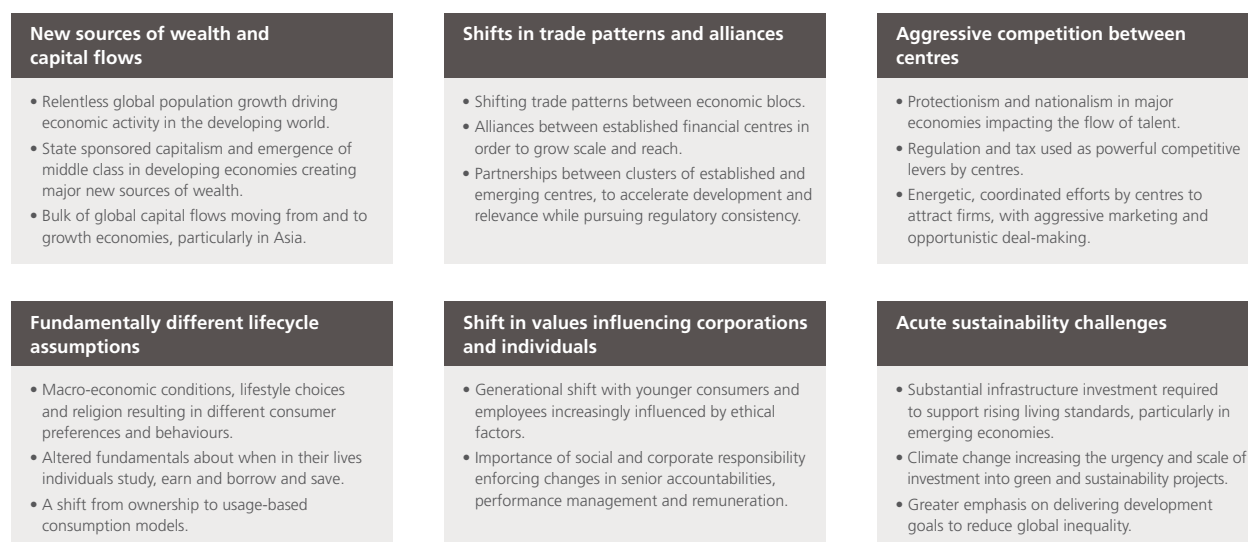 New sources of wealth and
capital flows
• Relentless global population growth driving
economic activity in the developing world.
• State sponsored capitalism and emergence of
middle class in developing economies creating
major new sources of wealth.
• Bulk of global capital flows moving from and to
growth economies, particularly in Asia.
Shifts in trade patterns and alliances
• Shifting trade patterns between economic blocs.
• Alliances between established financial centres in
order to grow scale and reach.
• Partnerships between clusters of established and
emerging centres, to accelerate development and
relevance while pursuing regulatory consistency.
Aggressive competition between
centres
• Protectionism and nationalism in major
economies impacting the flow of talent.
• Regulation and tax used as powerful competitive
levers by centres.
• Energetic, coordinated efforts by centres to
attract firms, with aggressive marketing and
opportunistic deal-making.
Fundamentally different lifecycle
assumptions
• Macro-economic conditions, lifestyle choices
and religion resulting in different consumer
preferences and behaviours.
• Altered fundamentals about when in their lives
individuals study, earn and borrow and save.
• A shift from ownership to usage-based
consumption models.
Shift in values influencing corporations
and individuals
• Generational shift with younger consumers and
employees increasingly influenced by ethical
factors.
• Importance of social and corporate responsibility
enforcing changes in senior accountabilities,
performance management and remuneration.
Acute sustainability challenges
• Substantial infrastructure investment required
to support rising living standards, particularly in
emerging economies.
• Climate change increasing the urgency and scale of
investment into green and sustainability projects.
• Greater emphasis on delivering development
goals to reduce global inequality.